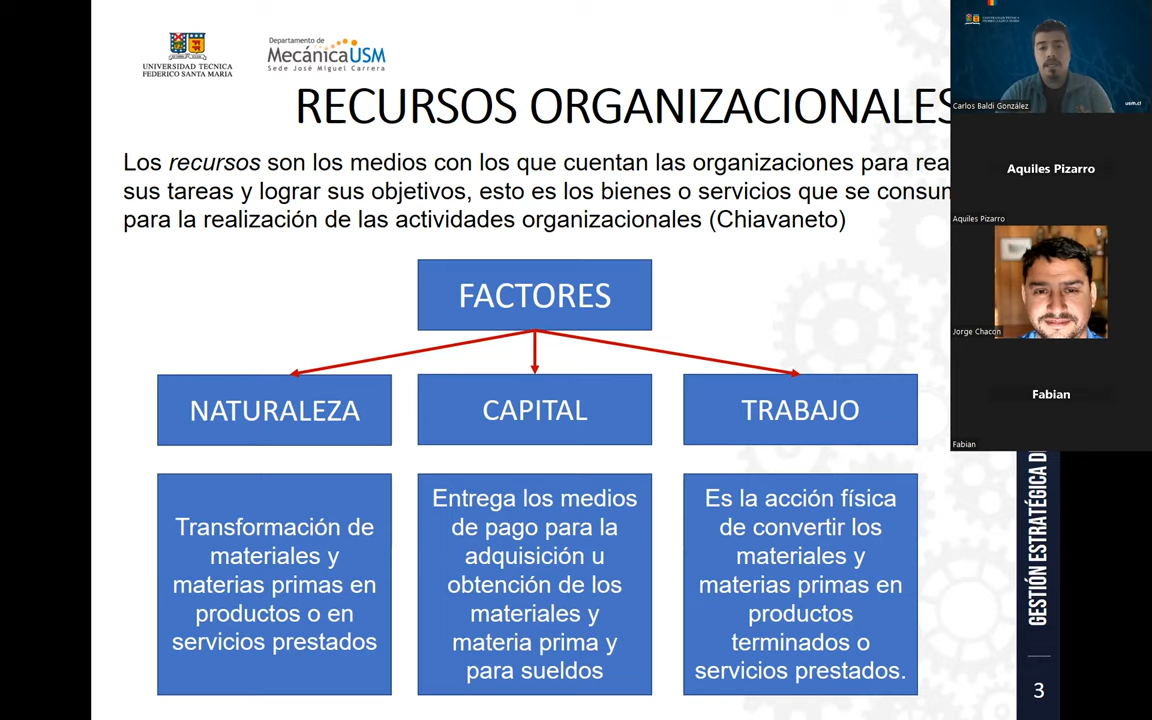 UNIVERSIDAD TECNICA
FEDERICO SANTA MARIA
Departamento de
MecánicaUSM
Sede José Miguel Carrera
RECURSOS ORGANIZACIONALES
Los recursos son los medios con los que cuentan las organizaciones para rea
sus tareas y lograr sus objetivos, esto es los bienes o servicios que se consum
para la realización de las actividades organizacionales (Chiavaneto)
FACTORES
NATURALEZA
CAPITAL
TRABAJO
Transformación de
materiales y
materias primas en
productos o en
servicios prestados
Entrega los medios
de pago para la
adquisición u
obtención de los
materiales y
materia prima y
para sueldos
Es la acción física
de convertir los
materiales y
materias primas en
productos
terminados o
servicios prestados.
usm.cl
Carlos Baldi González
Aquiles Pizarro
Aquiles Pizarro
Jorge Chacon
Fabian
Fabian
GESTIÓN ESTRATÉGICA D
3